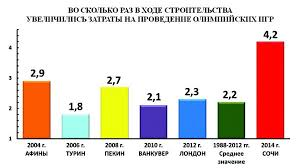 ВО СКОЛЬКО РАЗ В ХОДЕ СТРОИТЕЛЬСТВА
УВЕЛИЧИЛИСЬ ЗАТРАТЫ НА ПРОВЕДЕНИЕ ОЛИМПИЙСКИХ ИГР
4
3
2
1
2,9
1,8
2,7
2,1
2,3
2,2
4,2
2004 г. 2006 г. 2008 г. 2010 г. 2012 г. 1988-2012 гг. 2014 г.
АФИНЫ ТУРИН ПЕКИН ВАНКУВЕР ЛОНДОН Среднее СОЧИ
значение